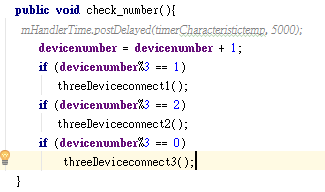 public void check_number(){
mHandlerTime.postDelayed(timerCharacteristictemp, 5000);
devicenumber = devicenumber + 1;
if (devicenumber%3 == 1)
threeDeviceconnect1();
if (devicenumber%3 == 2)
threeDeviceconnect2();
if (devicenumber%3 == 0)
threeDeviceconnect3();
}